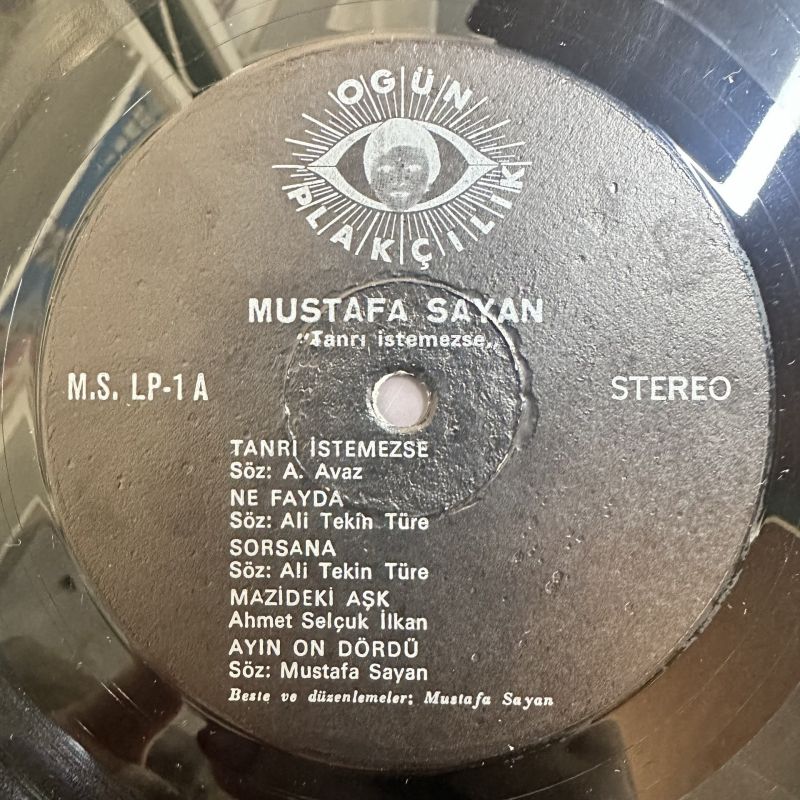 OGÜN
PLAKÇILIK
MUSTAFA SAYAN
"Tanrı istemezse„
M.S. LP-1 A
STEREO
TANRI İSTEMEZSE
Söz: A. Avaz
NE FAYDA
Söz: Ali Tekin Türe
SORSANA
Söz: Ali Tekin Türe
MAZİDEKİ AŞK
Ahmet Selçuk İlkan
AYIN ON DÖRDÜ
Söz: Mustafa Sayan
Beste ve düzenlemeler; Mustafa Sayan